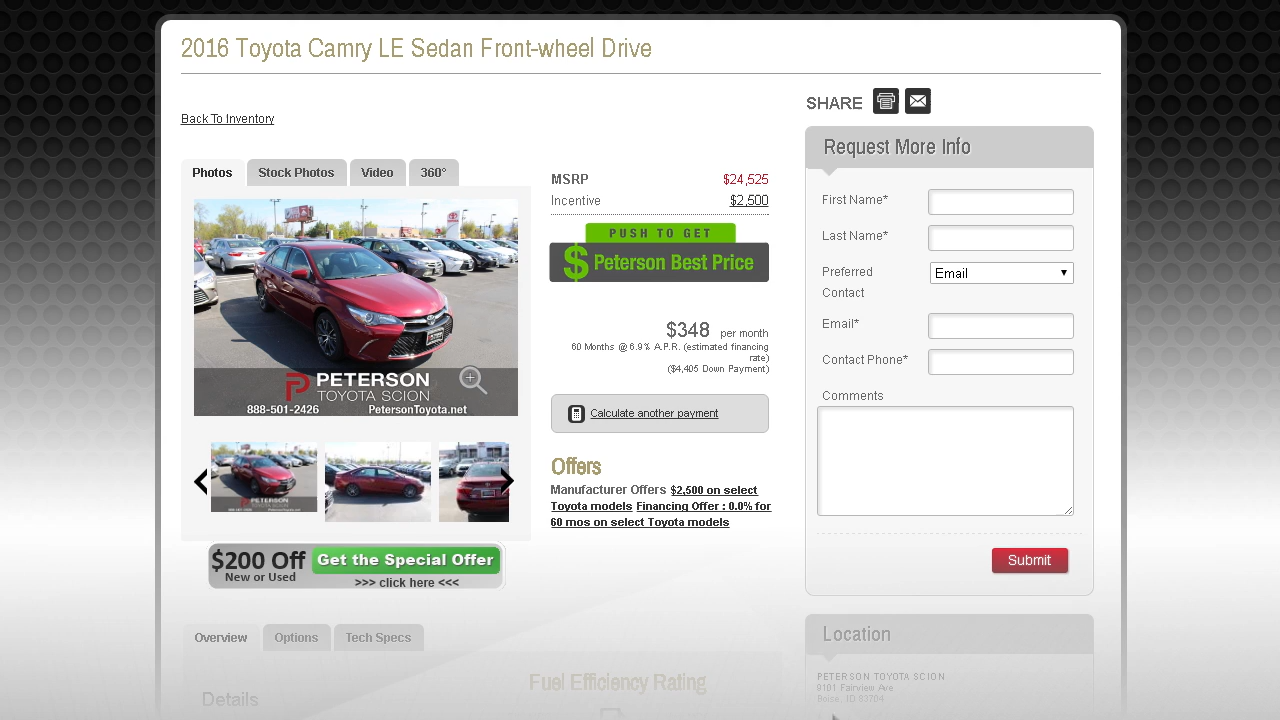 2016 Toyota Camry LE Sedan Front-wheel Drive
SHARE
Back To Inventory
Photos
Stock Photos
Video
360°
PETERSON
TOYOTA SCION
888-501-2426
PetersonToyota.net
PETERSON
$200 Off
New or Used
Get the Special Offer
>>> click here <<<
MSRP
$24,525
Incentive
$2,500
PUSH TO GET
$ Peterson Best Price
$348 per month
60 Months @ 6.9% A.P.R. (estimated financing
rate)
($4,405 Down Payment)
Calculate another payment
Offers
Manufacturer Offers $2,500 on select
Toyota models Financing Offer : 0.0% for
60 mos on select Toyota models
Request More Info
First Name*
Last Name*
Preferred
Contact
Email
Email*
Contact Phone*
Comments
Submit
Overview
Options
Tech Specs
Details
Fuel Efficiency Rating
Location
PETERSON TOYOTA SCION
9101 Fairview Ave
Boise, ID 83704